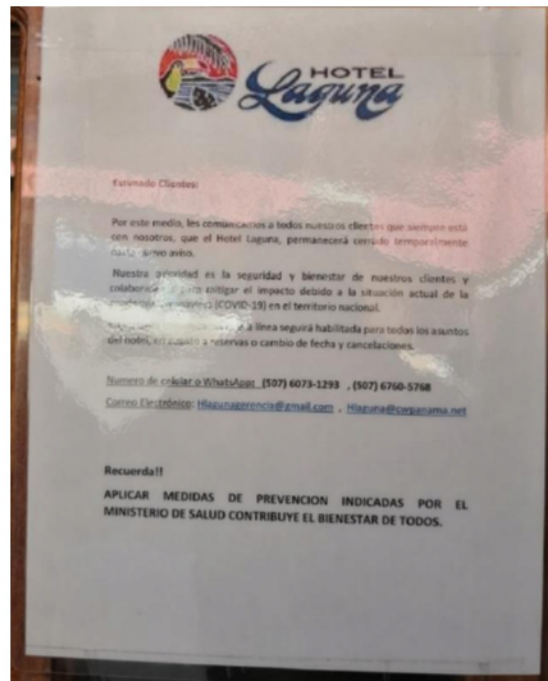 HOTEL
Laguna
Estimado Clientes:
Por este medio, les comunicamos a todos nuestros clientes que siempre está
con nosotros, que el Hotel Laguna, permanecerá cerrado temporalmente
nuevo aviso.
Nuestra prioridad es la seguridad y bienestar de nuestros clientes y
para mitigar el impacto debido a la situación actual de la
(COVID-19) en el territorio nacional.
línea seguirá habilitada para todos los asuntos
del hotel, en cuanto a reservas o cambio de fecha y cancelaciones.
Numero de celular o WhatsApp (507) 6073-1293 , (507) 6760-5768
Correo Electrónico: Hlagunagerencia@gmail.com , Hlaguna@cwpanama.net
Recuerda!!
APLICAR MEDIDAS DE PREVENCION INDICADAS POR EL
MINISTERIO DE SALUD CONTRIBUYE EL BIENESTAR DE TODOS.